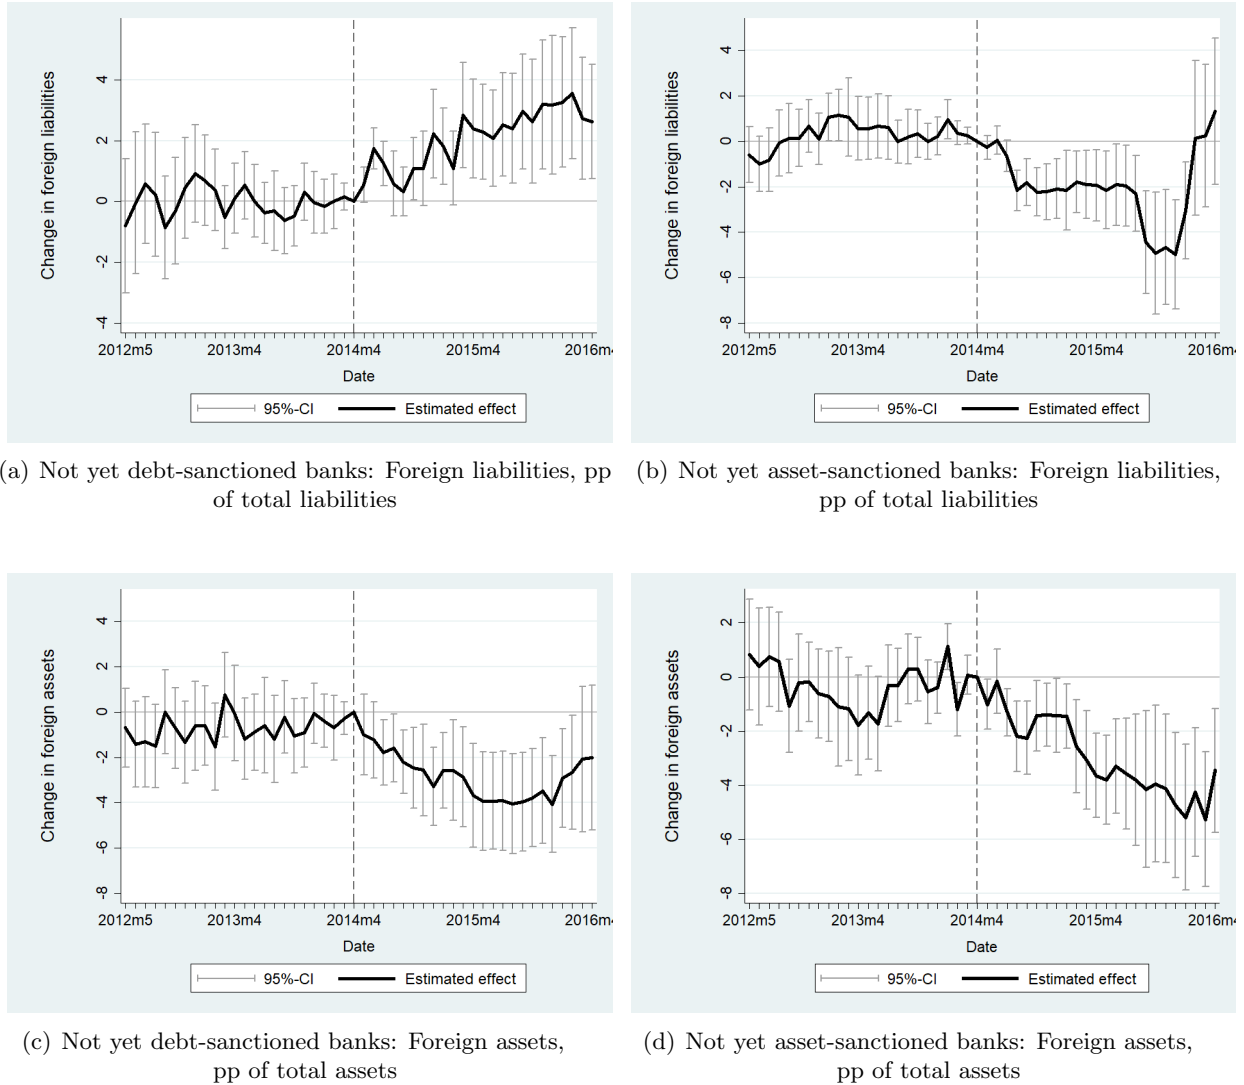 Change in foreign liabilities
4
2
0
-2
-4
2012m5 2013m4 2014m4 2015m4 2016m4
Date
95%-CI Estimated effect
(a) Not yet debt-sanctioned banks: Foreign liabilities, pp
of total liabilities
Change in foreign liabilities
4
2
0
-2
-4
-6
-8
2012m5 2013m4 2014m4 2015m4 2016m4
Date
95%-CI Estimated effect
(b) Not yet asset-sanctioned banks: Foreign liabilities,
pp of total liabilities
Change in foreign assets
4
2
0
-2
-4
-6
-8
2012m5 2013m4 2014m4 2015m4 2016m4
Date
95%-CI Estimated effect
(c) Not yet debt-sanctioned banks: Foreign assets,
pp of total assets
Change in foreign assets
2
0
-2
-4
-6
-8
2012m5 2013m4 2014m4 2015m4 2016m4
Date
95%-CI Estimated effect
(d) Not yet asset-sanctioned banks: Foreign assets,
pp of total assets